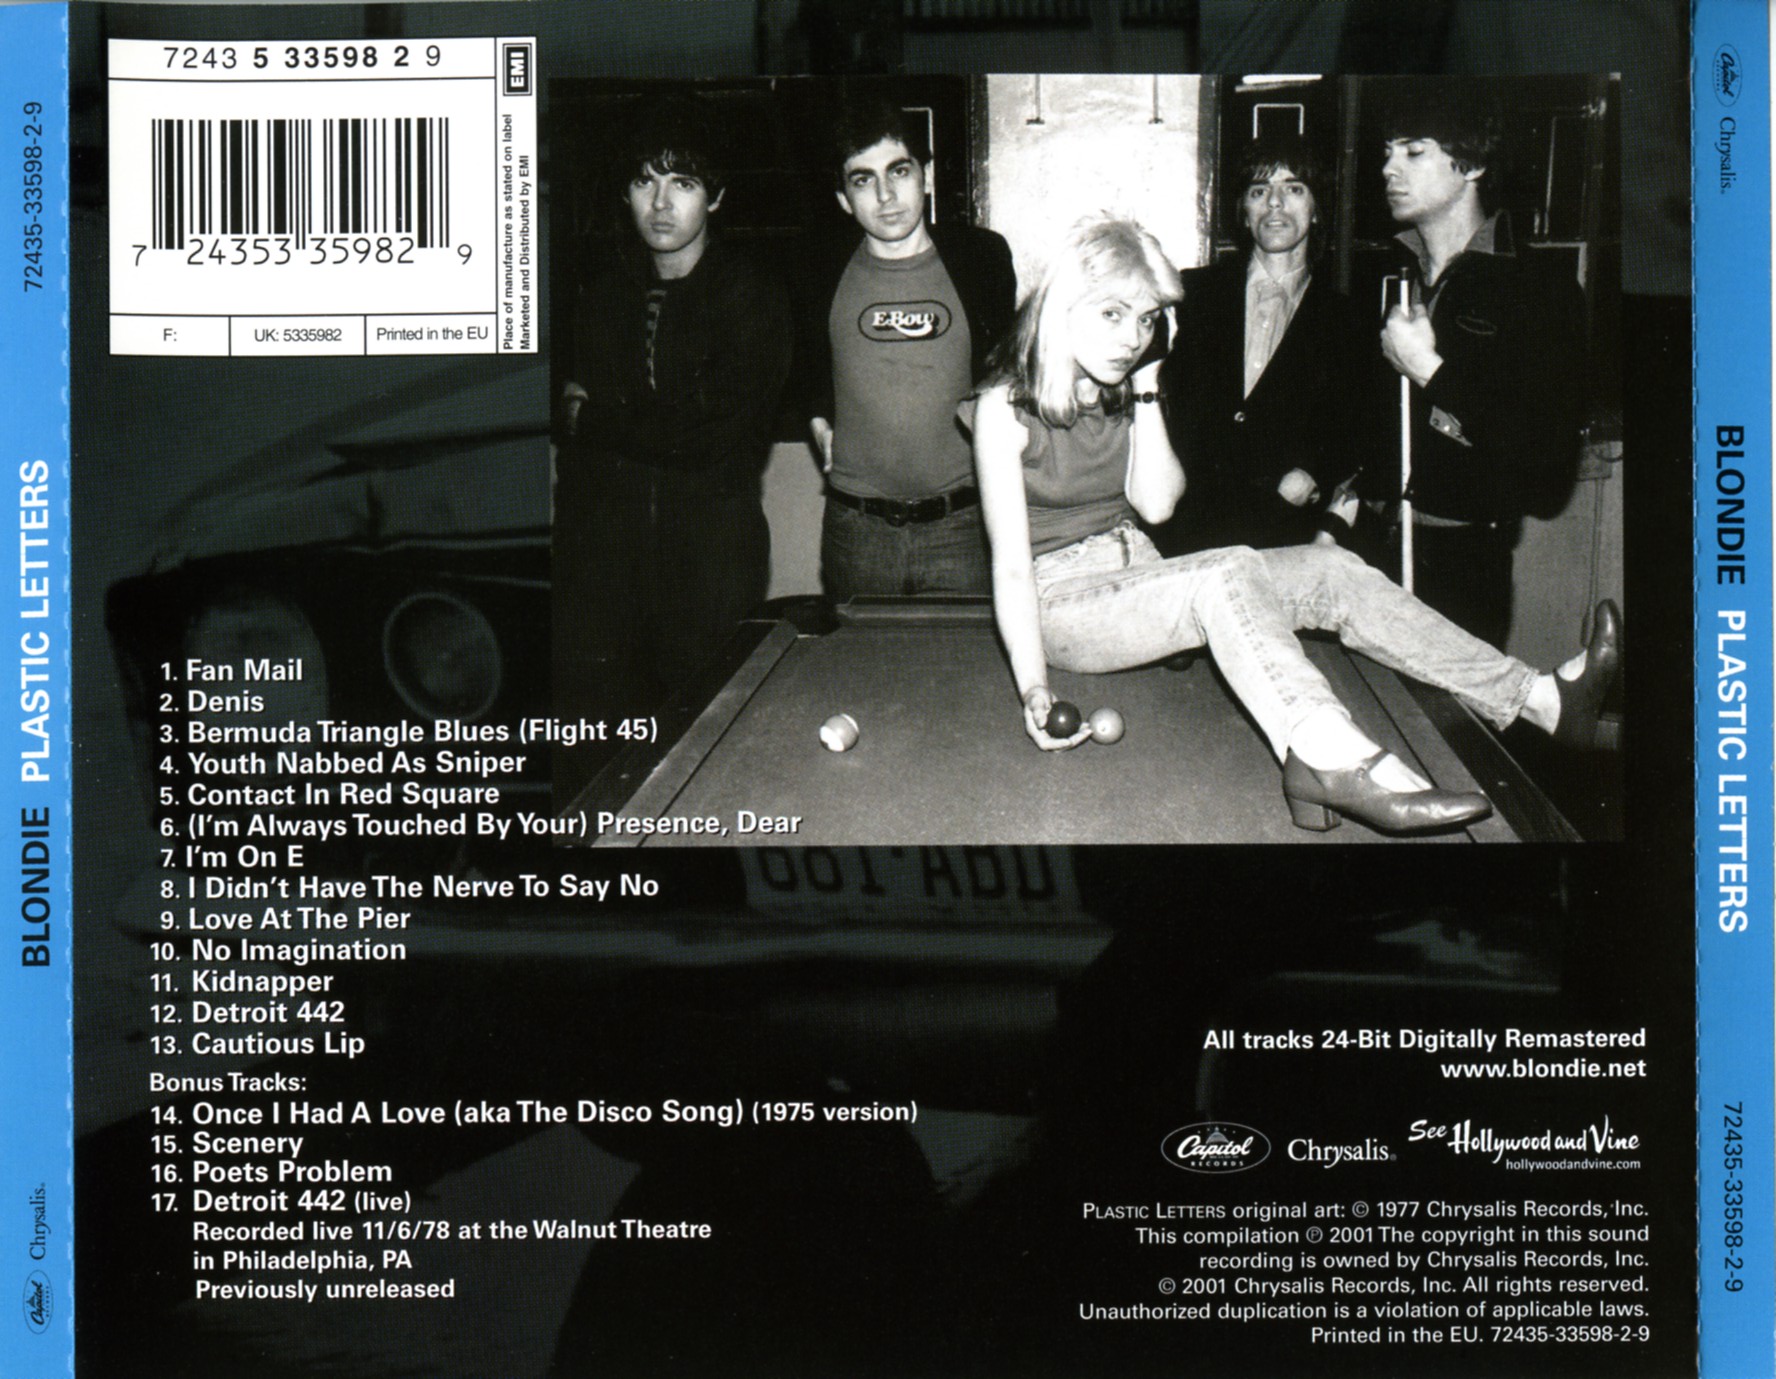 7243 5 33598 2 9
EMI
Place of manufacture as stated on label
Marketed and Distributed by EMI
7 24353 35982 9
F:
UK: 5335982
Printed in the EU
72435-33598-2-9
BLONDIE PLASTIC LETTERS
Capitol
Chrysalis
E-Bow
1. Fan Mail
2. Denis
3. Bermuda Triangle Blues (Flight 45)
4. Youth Nabbed As Sniper
5. Contact In Red Square
6. (I'm Always Touched By Your) Presence, Dear
7. I'm On E
8. I Didn't Have The Nerve To Say No
9. Love At The Pier
10. No Imagination
11. Kidnapper
12. Detroit 442
13. Cautious Lip
Bonus Tracks:
14. Once I Had A Love (aka The Disco Song) (1975 version)
15. Scenery
16. Poets Problem
17. Detroit 442 (live)
Recorded live 11/6/78 at the Walnut Theatre
in Philadelphia, PA
Previously unreleased
All tracks 24-Bit Digitally Remastered
www.blondie.net
Capitol
RECORDS
Chrysalis
See Hollywood and Vine
hollywoodandvine.com
PLASTIC LETTERS original art: © 1977 Chrysalis Records, Inc.
This compilation ℗ 2001 The copyright in this sound
recording is owned by Chrysalis Records, Inc.
© 2001 Chrysalis Records, Inc. All rights reserved.
Unauthorized duplication is a violation of applicable laws.
Printed in the EU. 72435-33598-2-9
Capitol
Chrysalis
BLONDIE PLASTIC LETTERS
72435-33598-2-9